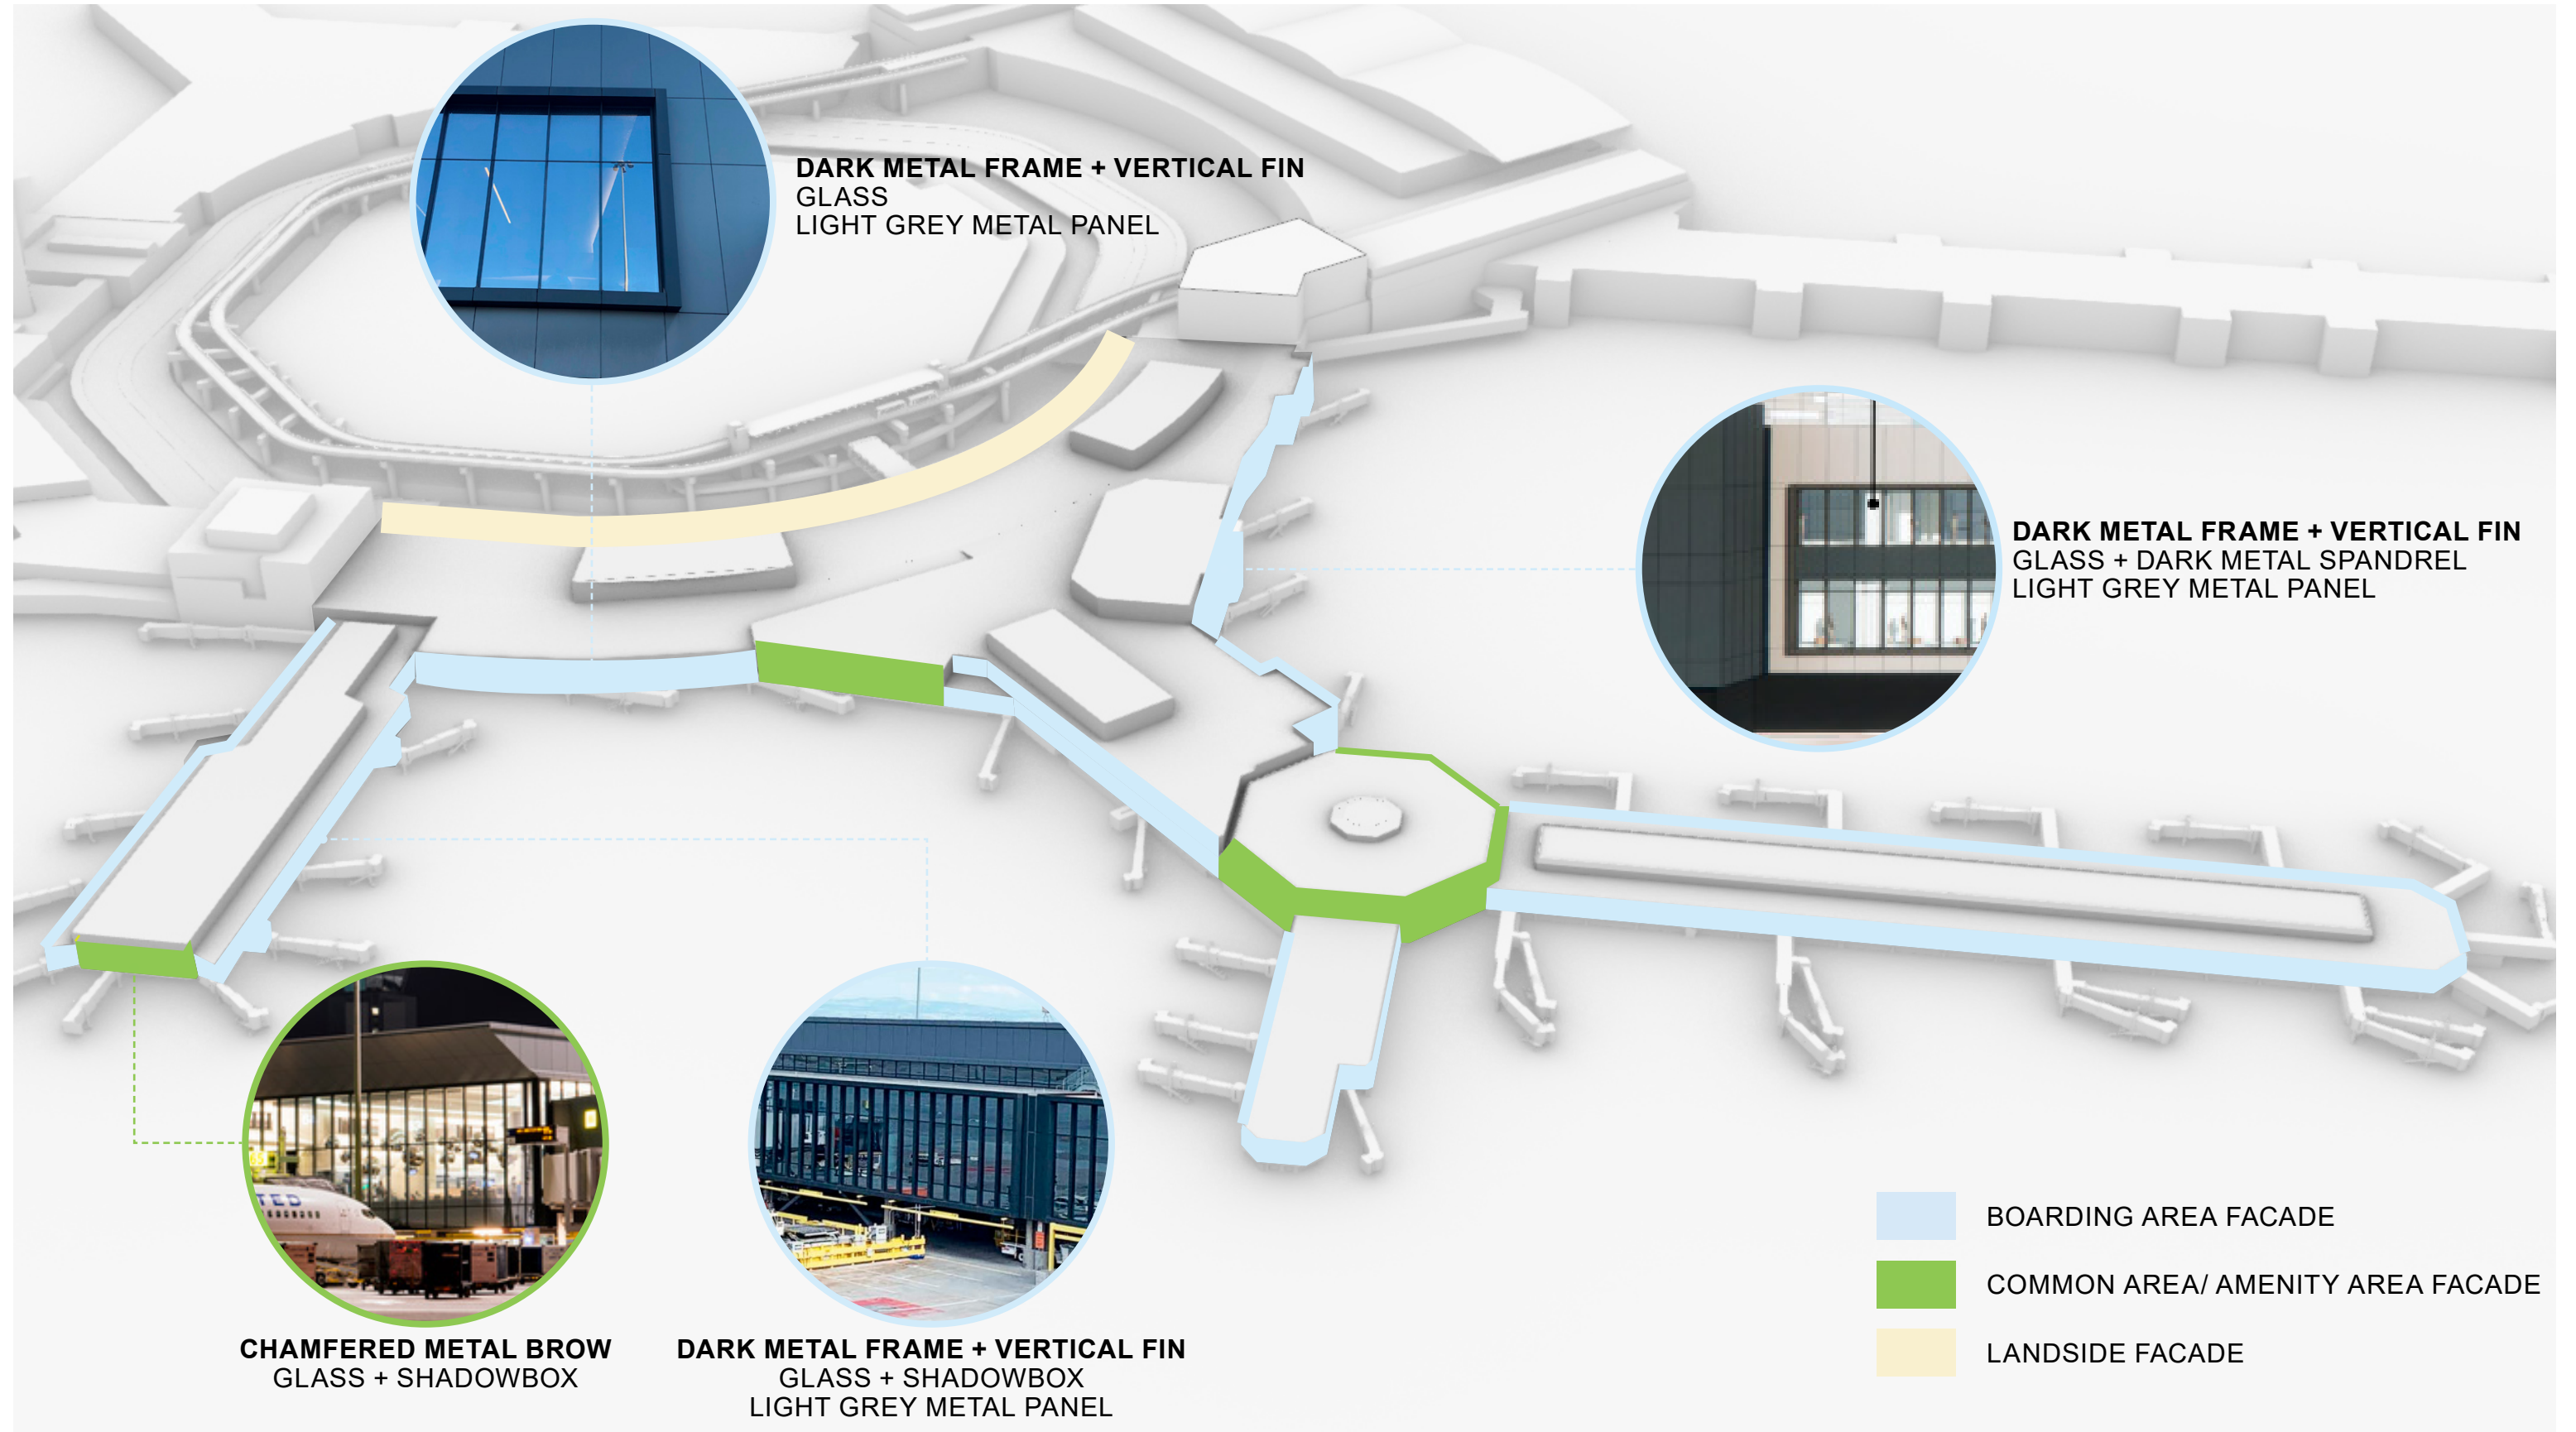 DARK METAL FRAME + VERTICAL FIN
GLASS
LIGHT GREY METAL PANEL
DARK METAL FRAME + VERTICAL FIN
GLASS + DARK METAL SPANDREL
LIGHT GREY METAL PANEL
TED
CHAMFERED METAL BROW
GLASS + SHADOWBOX
DARK METAL FRAME + VERTICAL FIN
GLASS + SHADOWBOX
LIGHT GREY METAL PANEL
BOARDING AREA FACADE
COMMON AREA/ AMENITY AREA FACADE
LANDSIDE FACADE